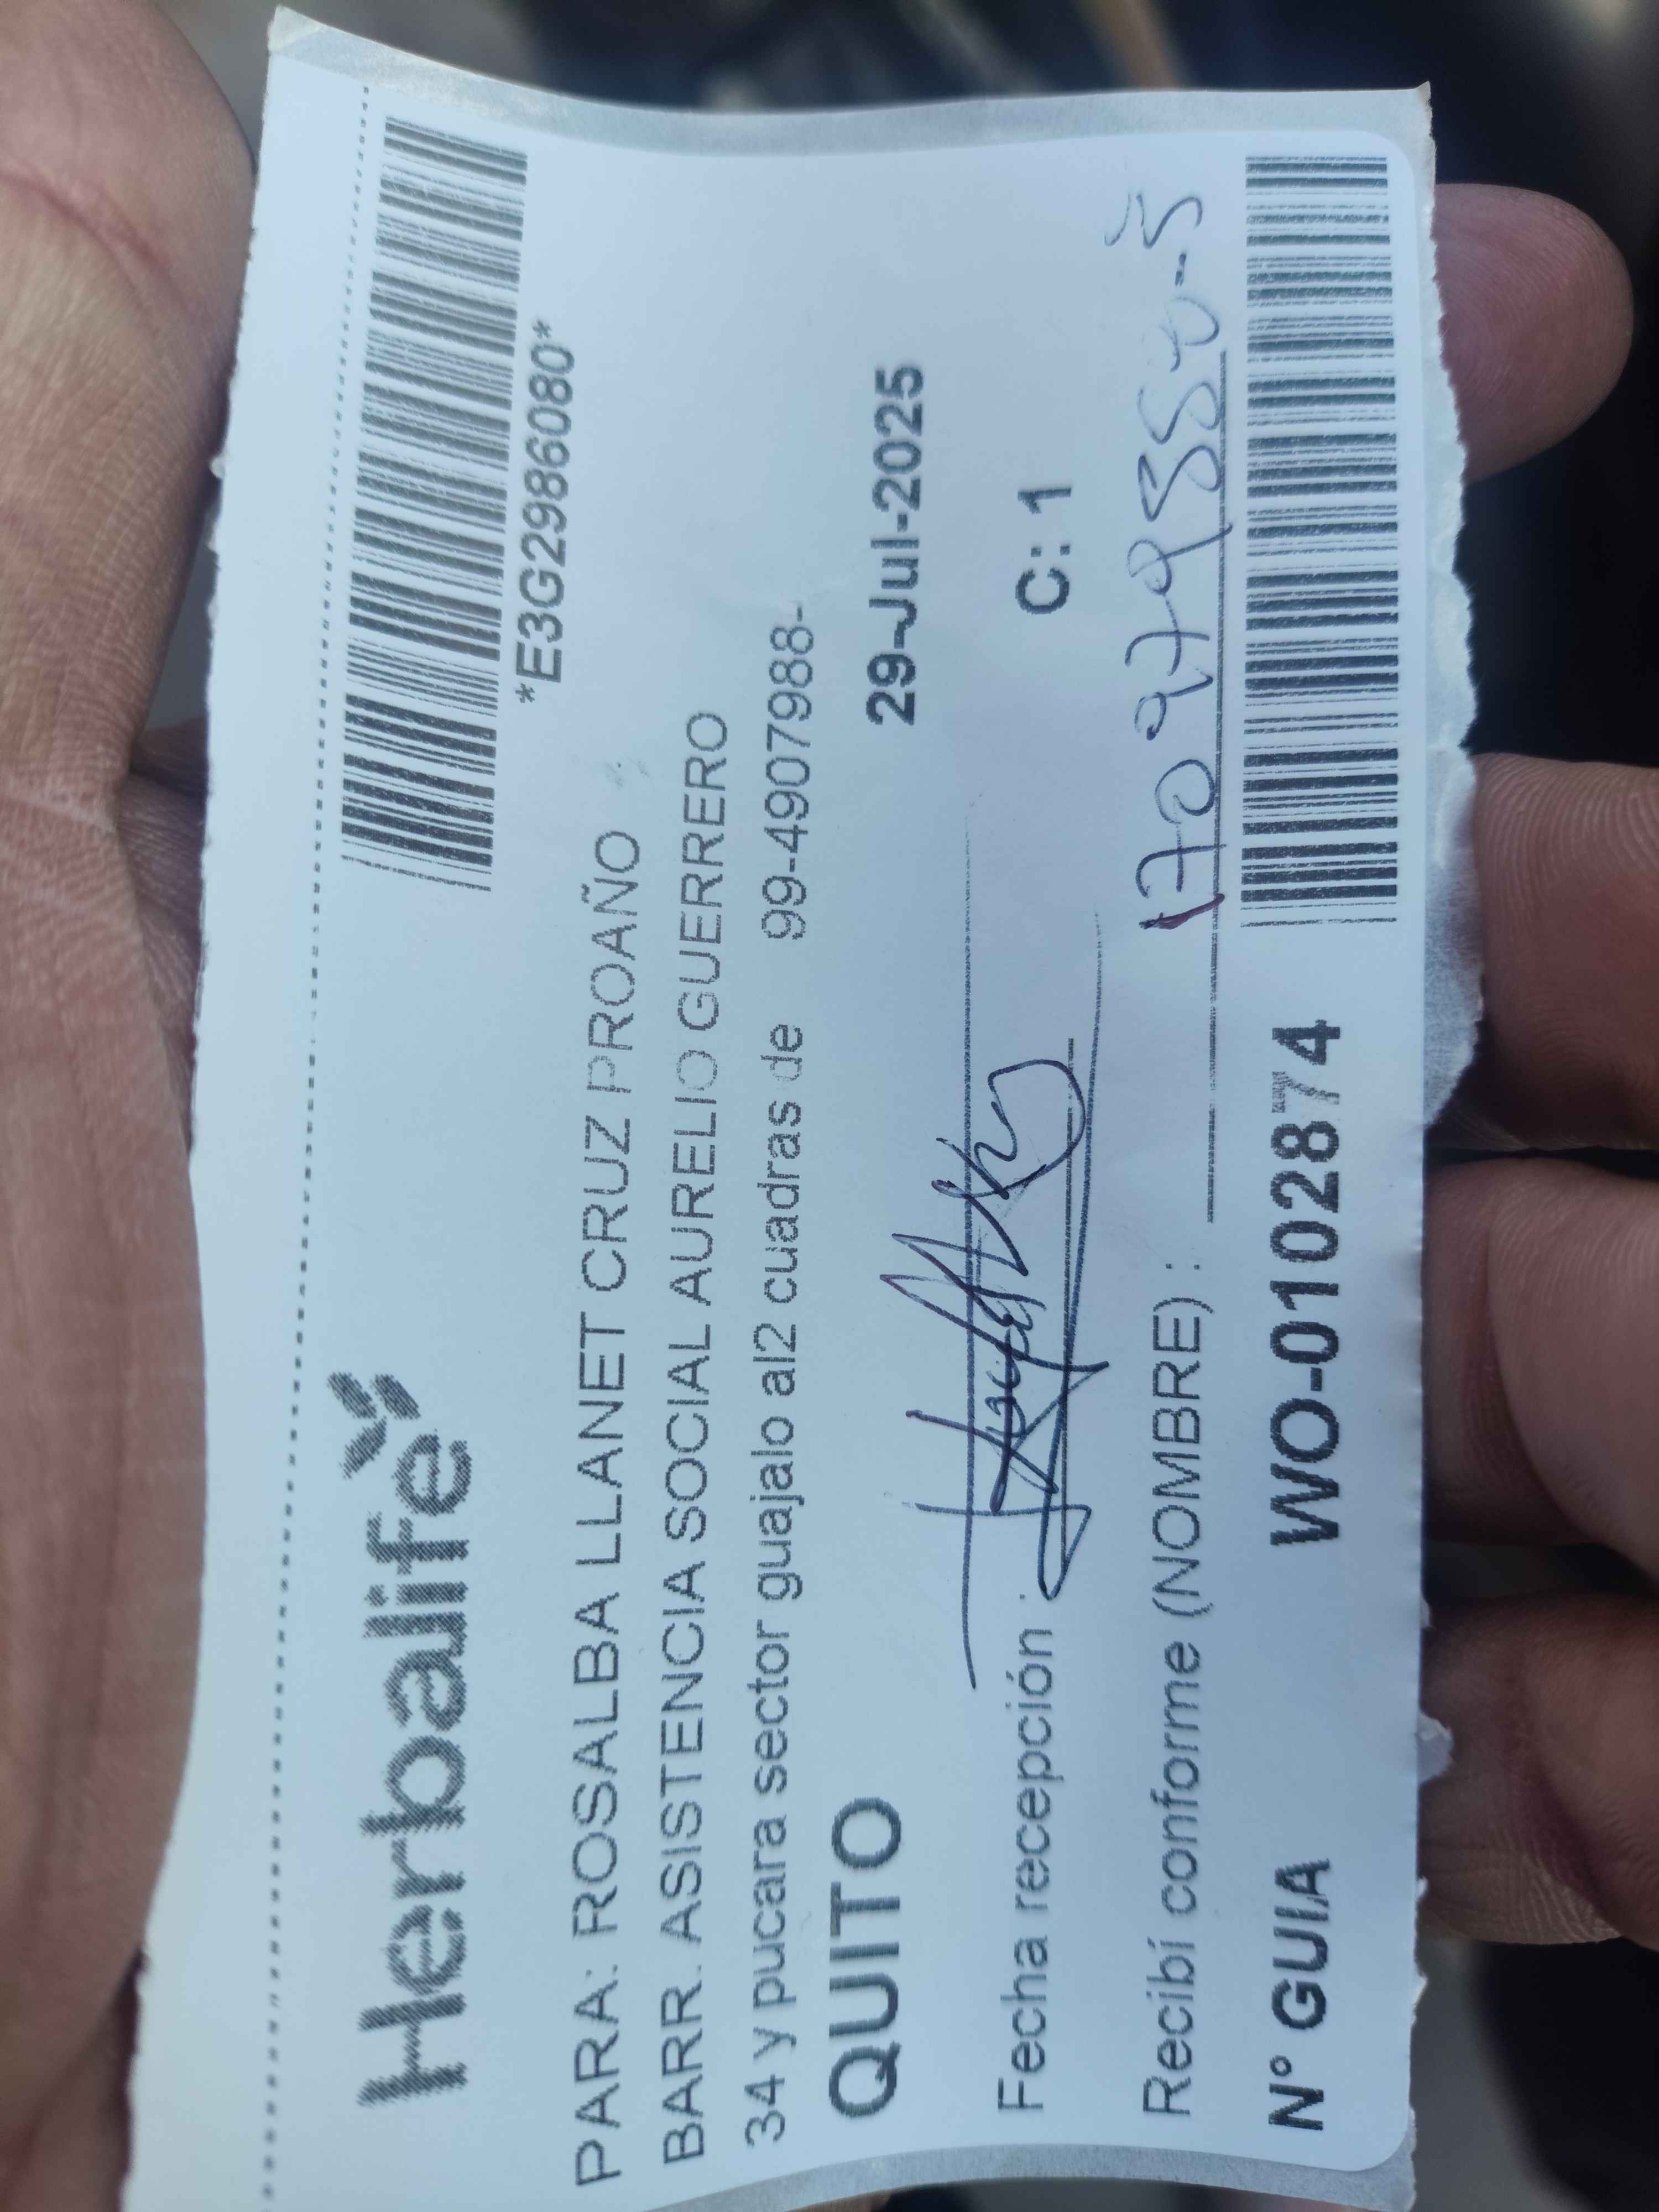 Herbalife
*E3G2986080*
PARA: ROSALBA LLANET CRUZ PROAÑO
BARR. ASISTENCIA SOCIAL AURELIO GUERRERO
34 y pucara sector guajalo al2 cuadras de 99-4907988-
QUITO 29-Jul-2025
Fecha recepción : C: 1
Recibí conforme (NOMBRE) :
N° GUIA WO-0102874